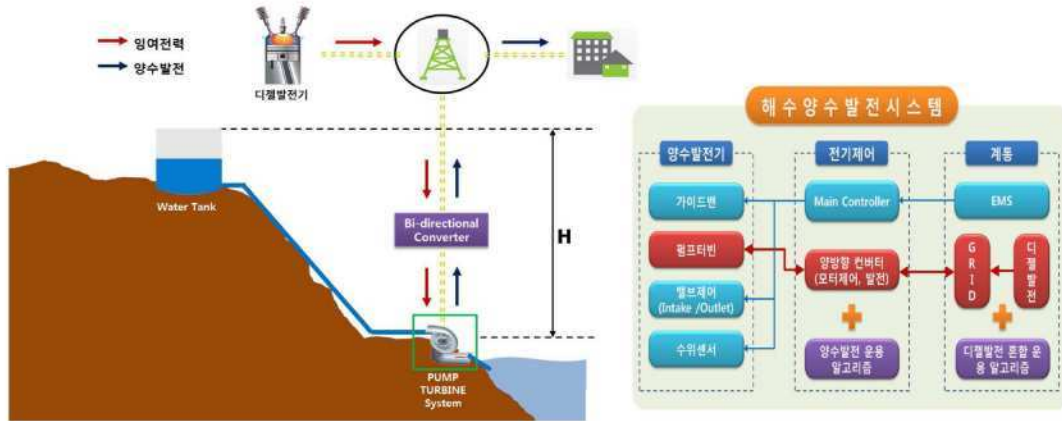 잉여전력
양수발전
디젤발전기
Water Tank
Bi-directional
Converter
H
PUMP
TURBINE
System
해수양수발전시스템
양수발전기
전기제어
계통
가이드밴
Main Controller
EMS
펌프터빈
양방향 컨버터
(모터제어, 발전)
GRID
디젤발전
밸브제어
(Intake /Outlet)
수위센서
양수발전 운용
알고리즘
디젤발전 혼합 운
용 알고리즘